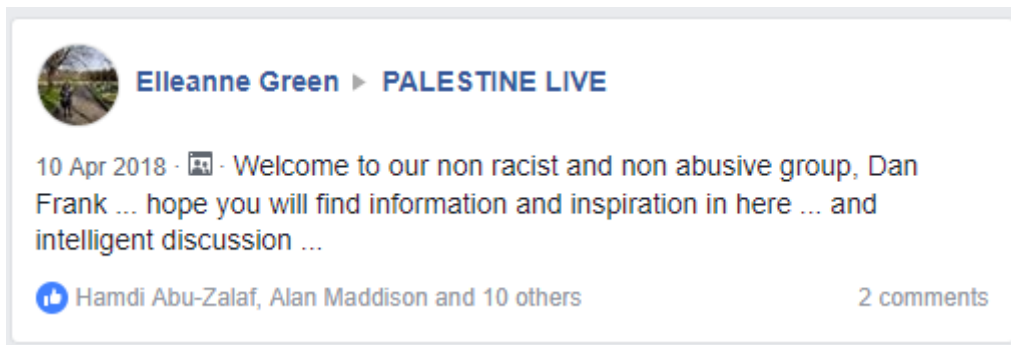 Elleanne Green ▸ PALESTINE LIVE
10 Apr 2018 · Welcome to our non racist and non abusive group, Dan
Frank ... hope you will find information and inspiration in here ... and
intelligent discussion ...
Hamdi Abu-Zalaf, Alan Maddison and 10 others 2 comments